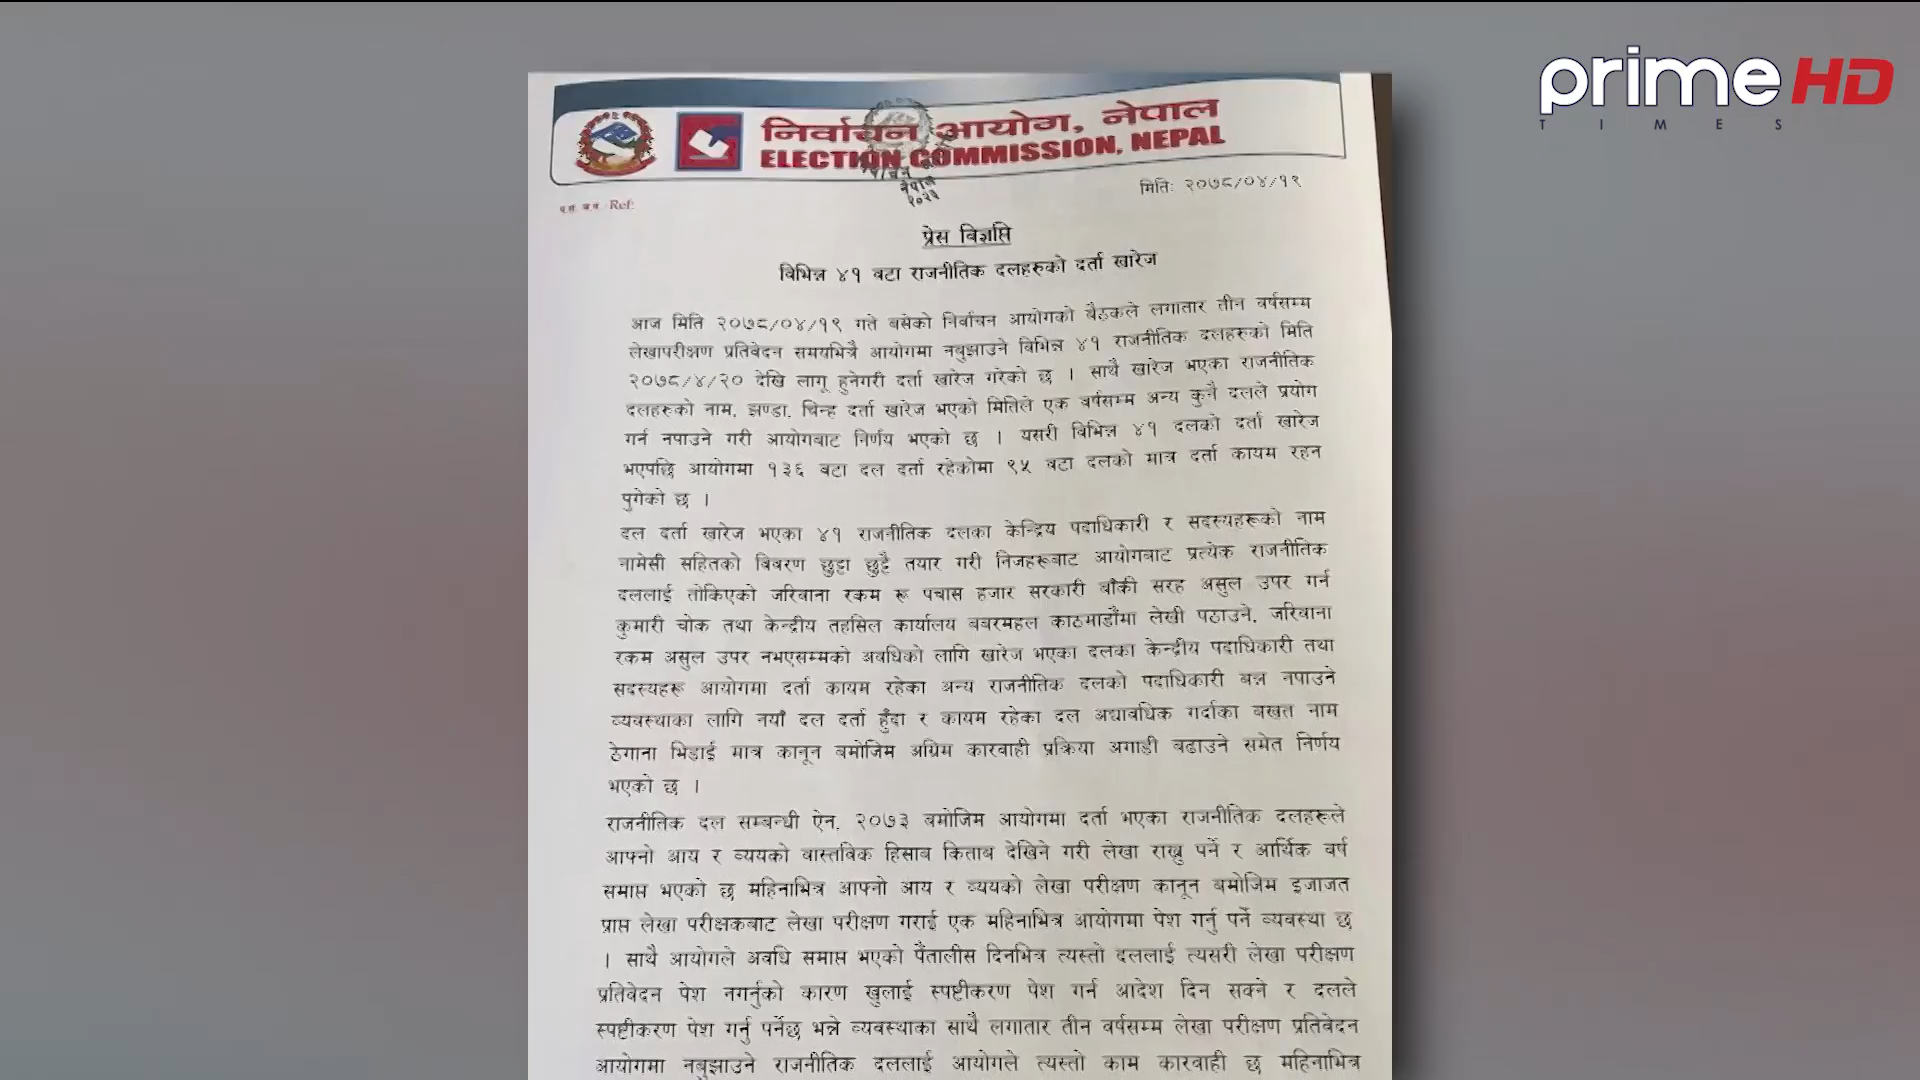 prime HD
TIMES
निर्वाचन आयोग, नेपाल
ELECTION COMMISSION, NEPAL
निर्वाचन
नेपाल
२०२३
मितिः २०७८/०४/१९
Ref:
प्रेस बिज्ञप्ति
विभिन्न ४१ वटा राजनीतिक दलहरुको दर्ता खारेज
आज मिति २०७८/०४/१९ गते बसेको निर्वाचन आयोगको बैठकले लगातार तीन वर्षसम्म
लेखापरीक्षण प्रतिवेदन समयभित्रै आयोगमा नबुझाउने विभिन्न ४१ राजनीतिक दलहरूको मिति
२०७८/४/२० देखि लागू हुनेगरी दर्ता खारेज गरेको छ । साथै खारेज भएका राजनीतिक
दलहरुको नाम, झण्डा, चिन्ह दर्ता खारेज भएको मितिले एक बर्षसम्म अन्य कुनै दलले प्रयोग
गर्न नपाउने गरी आयोगबाट निर्णय भएको छ । यसरी विभिन्न ४१ दलको दर्ता खारेज
भएपछि आयोगमा १३६ वटा दल दर्ता रहेकोमा ९५ वटा दलको मात्र दर्ता कायम रहन
पुगेको छ ।
दल दर्ता खारेज भएका ४१ राजनीतिक दलका केन्द्रिय पदाधिकारी र सदस्यहरूको नाम
नामेसी सहितको विवरण छुट्टा छुट्टै तयार गरी निजहरूबाट आयोगबाट प्रत्येक राजनीतिक
दललाई तोकिएको जरिवाना रकम रू पचास हजार सरकारी बाँकी सरह असुल उपर गर्न
कुमारी चोक तथा केन्द्रीय तहसिल कार्यालय बबरमहल काठमाडौंमा लेखी पठाउने, जरिवाना
रकम असुल उपर नभएसम्मको अवधिको लागि खारेज भएका दलका केन्द्रीय पदाधिकारी तथा
सदस्यहरू आयोगमा दर्ता कायम रहेका अन्य राजनीतिक दलको पदाधिकारी बन्न नपाउने
व्यवस्थाका लागि नयाँ दल दर्ता हुँदा र कायम रहेका दल अद्यावधिक गर्दाका बखत नाम
ठेगाना भिडाई मात्र कानून बमोजिम अग्रिम कारवाही प्रक्रिया अगाडी बढाउने समेत निर्णय
भएको छ ।
राजनीतिक दल सम्बन्धी ऐन, २०७३ बमोजिम आयोगमा दर्ता भएका राजनीतिक दलहरूले
आफ्नो आय र व्ययको वास्तविक हिसाब किताब देखिने गरी लेखा राख्नु पर्ने र आर्थिक वर्ष
समाप्त भएको छ महिनाभित्र आफ्नो आय र व्ययको लेखा परीक्षण कानून बमोजिम इजाजत
प्राप्त लेखा परीक्षकबाट लेखा परीक्षण गराई एक महिनाभित्र आयोगमा पेश गर्नु पर्ने व्यवस्था छ
। साथै आयोगले अवधि समाप्त भएको पैंतालीस दिनभित्र त्यस्तो दललाई त्यसरी लेखा परीक्षण
प्रतिवेदन पेश नगर्नुको कारण खुलाई स्पष्टीकरण पेश गर्न आदेश दिन सक्ने र दलले
स्पष्टीकरण पेश गर्नु पर्नेछ भन्ने व्यवस्थाका साथै लगातार तीन वर्षसम्म लेखा परीक्षण प्रतिवेदन
आयोगमा नबुझाउने राजनीतिक दललाई आयोगले त्यस्तो काम कारवाही छ महिनाभित्र